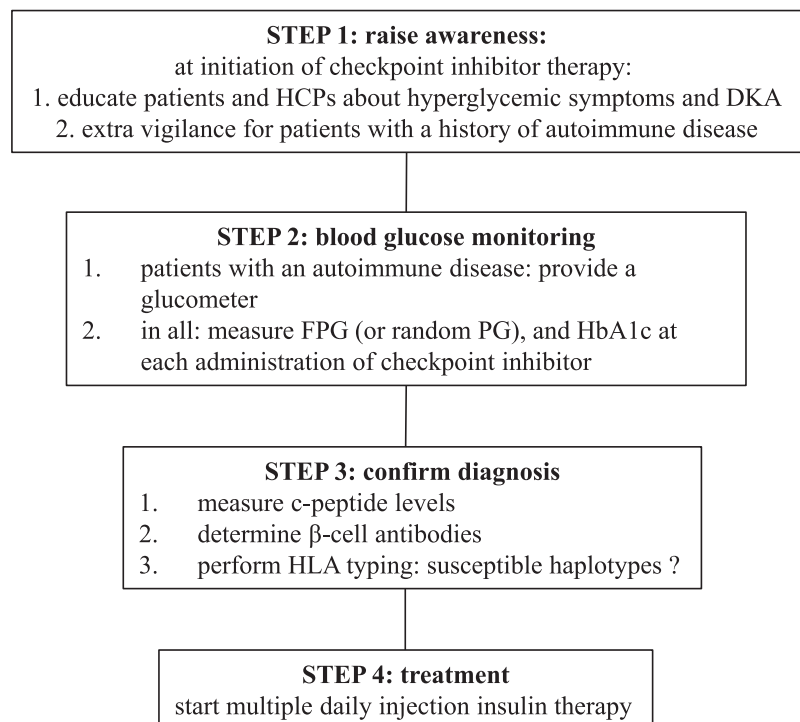 STEP 1: raise awareness:
at initiation of checkpoint inhibitor therapy:
1. educate patients and HCPs about hyperglycemic symptoms and DKA
2. extra vigilance for patients with a history of autoimmune disease
STEP 2: blood glucose monitoring
1. patients with an autoimmune disease: provide a
glucometer
2. in all: measure FPG (or random PG), and HbA1c at
each administration of checkpoint inhibitor
STEP 3: confirm diagnosis
1. measure c-peptide levels
2. determine β-cell antibodies
3. perform HLA typing: susceptible haplotypes ?
STEP 4: treatment
start multiple daily injection insulin therapy